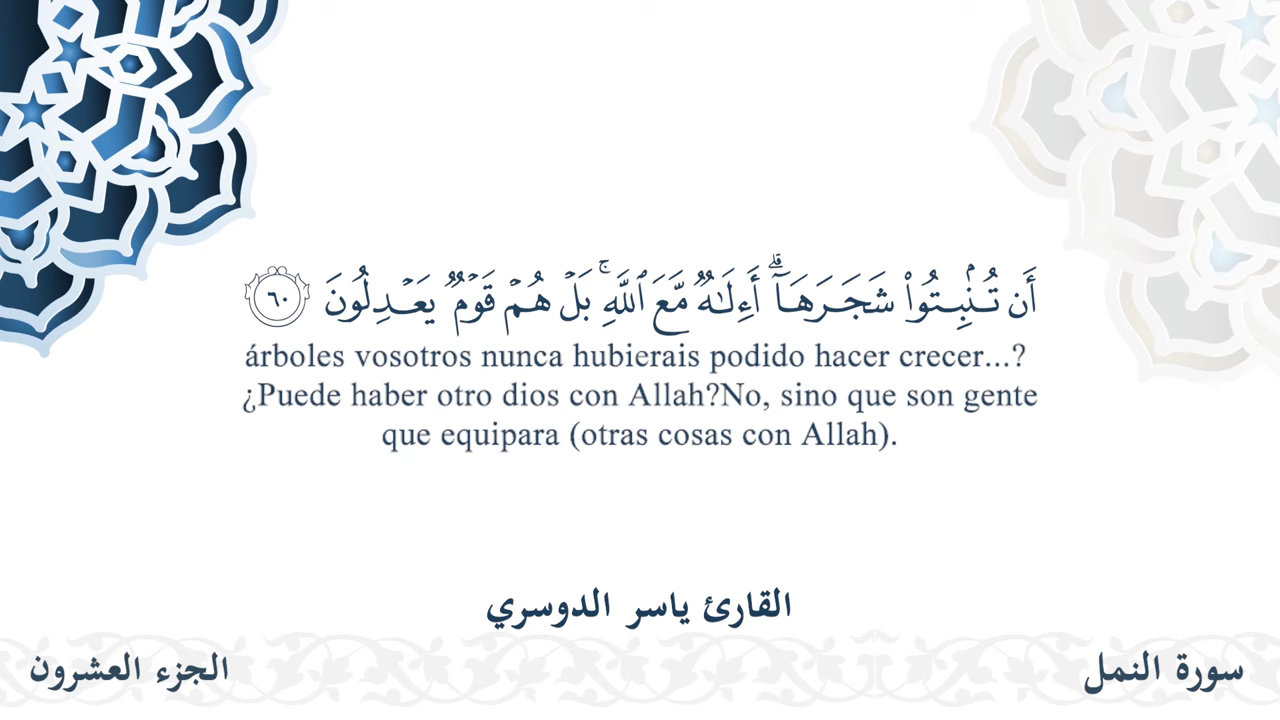 أَن تُنۢبِتُوا۟ شَجَرَهَآ ۗ أَءِلَٰهٌ مَّعَ ٱللَّهِ ۚ بَلْ هُمْ قَوْمٌ يَعْدِلُونَ ٦٠
árboles vosotros nunca hubierais podido hacer crecer...?
¿Puede haber otro dios con Allah?No, sino que son gente
que equipara (otras cosas con Allah).
القارئ ياسر الدوسري
سورة النمل
الجزء العشرون